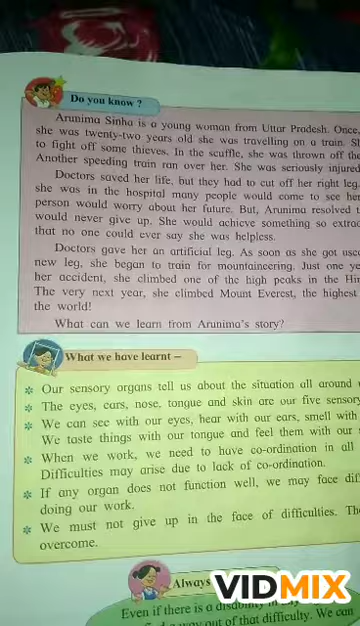 Do you know ?
Arunima Sinha is a young woman from Uttar Pradesh. Once,
she was twenty-two years old she was travelling on a train.
to fight off some thieves. In the scuffle, she was thrown off
Another speeding train ran over her. She was seriously injured
Doctors saved her life, but they had to cut off her right leg
she was in the hospital many people would come to see
person would worry about her future. But, Arunima resolved
would never give up. She would achieve something so
that no one could ever say she was helpless.
Doctors gave her an artificial leg. As soon as she got
new leg, she began to train for mountaineering. Just one
her accident, she climbed one of the high peaks in the
The very next year, she climbed Mount Everest, the highest
the world!
What can we learn from Arunima's story?
What we have learnt –
* Our sensory organs tell us about the situation all around
* The eyes, ears, nose, tongue and skin are our five sensory
* We can see with our eyes, hear with our ears, smell with
We taste things with our tongue and feel them with our
* When we work, we need to have co-ordination in all
Difficulties may arise due to lack of co-ordination.
* If any organ does not function well, we may face
doing our work.
* We must not give up in the face of difficulties.
overcome.
Always
Even if there is a
out of that difficulty. We can
VIDMIX